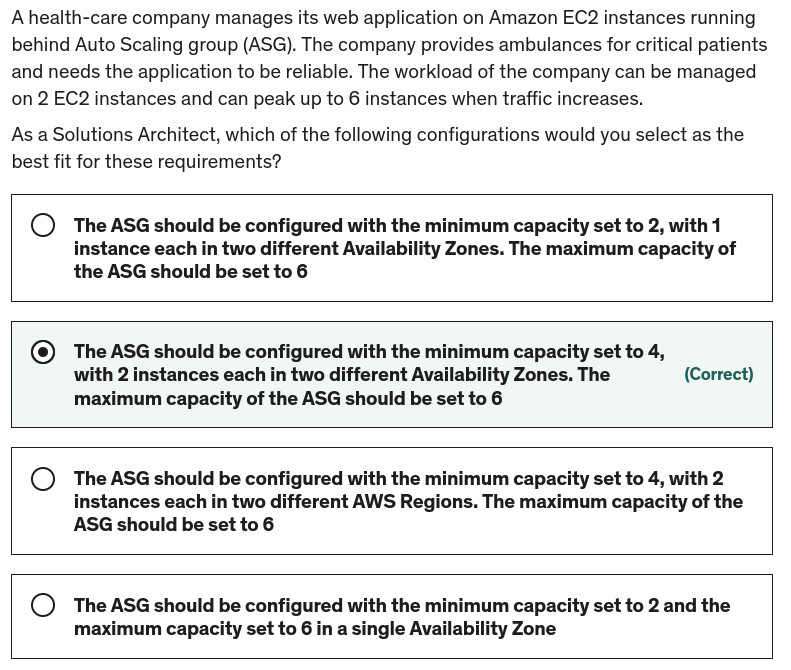 A health-care company manages its web application on Amazon EC2 instances running
behind Auto Scaling group (ASG). The company provides ambulances for critical patients
and needs the application to be reliable. The workload of the company can be managed
on 2 EC2 instances and can peak up to 6 instances when traffic increases.
As a Solutions Architect, which of the following configurations would you select as the
best fit for these requirements?
The ASG should be configured with the minimum capacity set to 2, with 1
instance each in two different Availability Zones. The maximum capacity of
the ASG should be set to 6
The ASG should be configured with the minimum capacity set to 4,
with 2 instances each in two different Availability Zones. The
maximum capacity of the ASG should be set to 6
(Correct)
The ASG should be configured with the minimum capacity set to 4, with 2
instances each in two different AWS Regions. The maximum capacity of the
ASG should be set to 6
The ASG should be configured with the minimum capacity set to 2 and the
maximum capacity set to 6 in a single Availability Zone